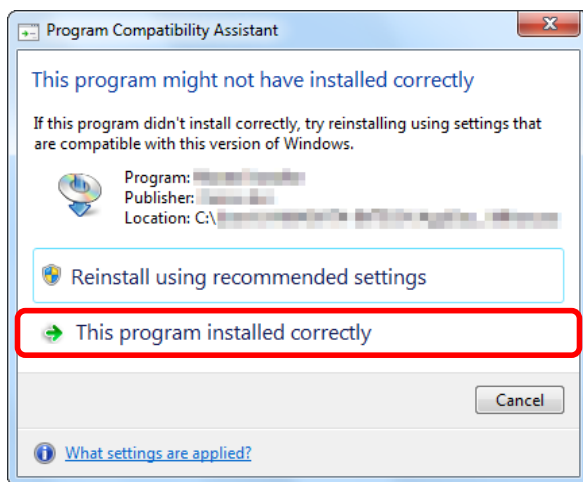 Program Compatibility Assistant
This program might not have installed correctly
If this program didn't install correctly, try reinstalling using settings that
are compatible with this version of Windows.
Program:
Publisher:
Location: C:\
Reinstall using recommended settings
This program installed correctly
Cancel
What settings are applied?